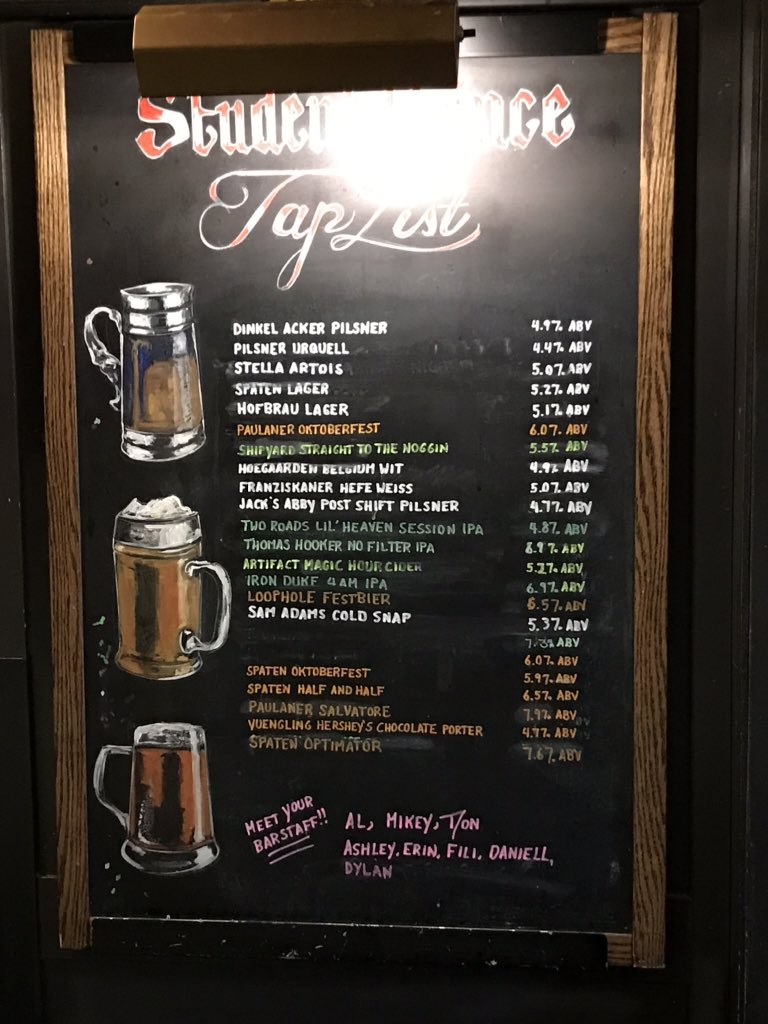 Tap List
DINKEL ACKER PILSNER 4.9% ABV
PILSNER URQUELL 4.4% ABV
STELLA ARTOIS 5.0% ABV
SPATEN LAGER 5.2% ABV
HOFBRAU LAGER 5.1% ABV
PAULANER OKTOBERFEST 6.0% ABV
SHIPYARD STRAIGHT TO THE NOGGIN 5.5% ABV
HOEGAARDEN BELGIUM WIT 4.9% ABV
FRANZISKANER HEFE WEISS 5.0% ABV
JACK'S ABBY POST SHIFT PILSNER 4.7% ABV
TWO ROADS LIL' HEAVEN SESSION IPA 4.8% ABV
THOMAS HOOKER NO FILTER IPA ABV
ARTIFACT MAGIC HOUR CIDER 5.2% ABV
IRON DUKE 4 AM IPA 6.9% ABV
LOOPHOLE FESTBIER 6.5% ABV
SAM ADAMS COLD SNAP 5.3% ABV
ABV
6.0% ABV
SPATEN OKTOBERFEST 5.9% ABV
SPATEN HALF AND HALF 6.5% ABV
PAULANER SALVATORE 7.9% ABV
YUENGLING HERSHEY'S CHOCOLATE PORTER 4.7% ABV
SPATEN OPTIMATOR 7.6% ABV
MEET YOUR BARSTAFF!!
AL, MIKEY,
ASHLEY, ERIN, FILI, DANIELL,
DYLAN